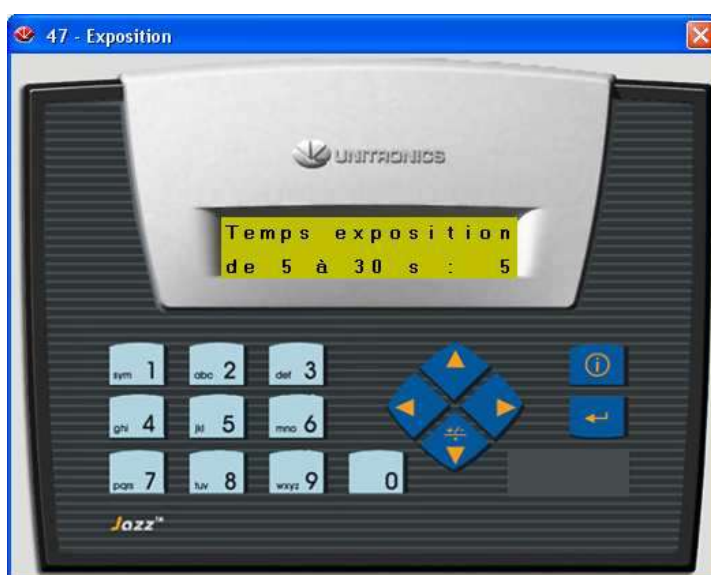 47 - Exposition
UNITRONICS
Temps exposition
de 5 à 30 s : 5
sym 1 abc 2 def 3
ghi 4 jkl 5 mno 6
+/-
pqrs 7 tuv 8 wxyz 9 0
Jazz™